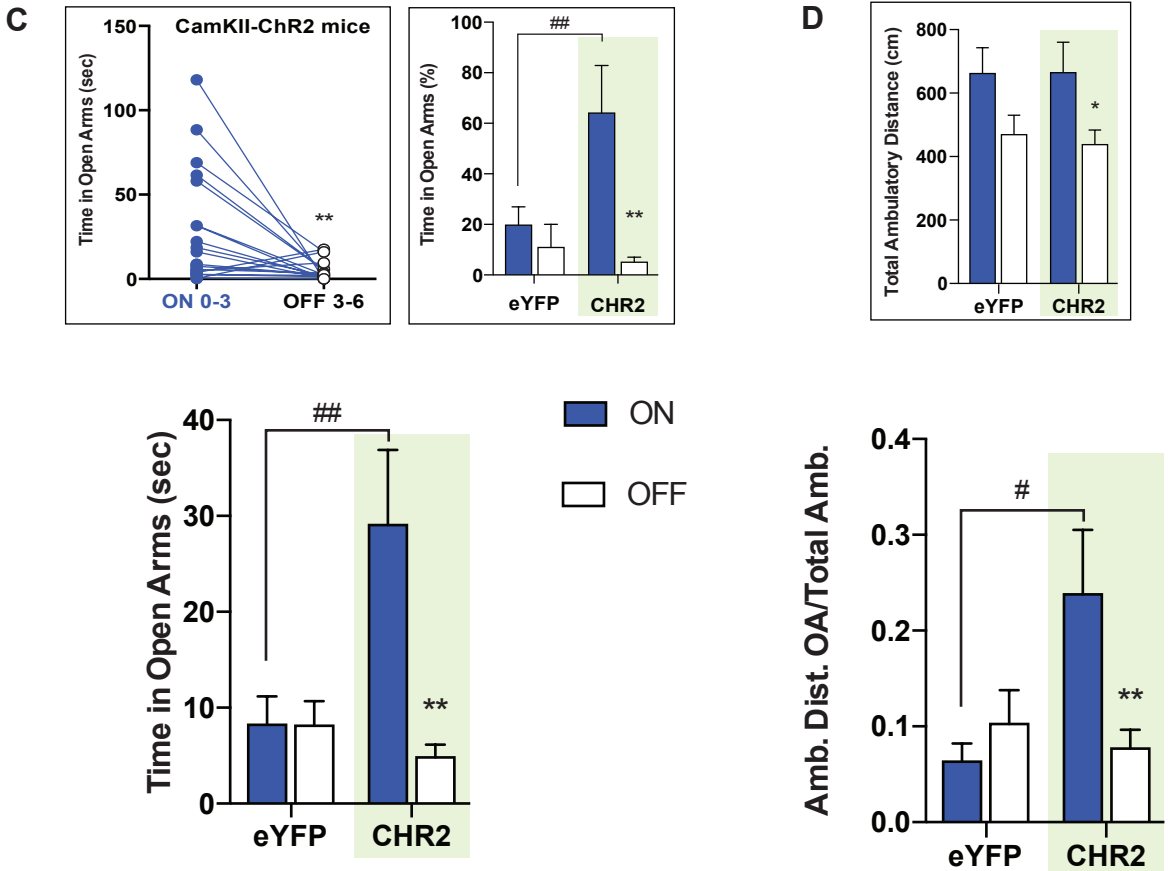 C
CamKII-ChR2 mice
Time in Open Arms (sec)
150
100
50
0
**
ON 0-3
OFF 3-6
Time in Open Arms (%)
100
80
60
40
20
0
##
**
eYFP
CHR2
D
Total Ambulatory Distance (cm)
800
600
400
200
0
*
eYFP
CHR2
Time in Open Arms (sec)
40
30
20
10
0
##
**
eYFP
CHR2
ON
OFF
Amb. Dist. OA/Total Amb.
0.4
0.3
0.2
0.1
0.0
#
**
eYFP
CHR2